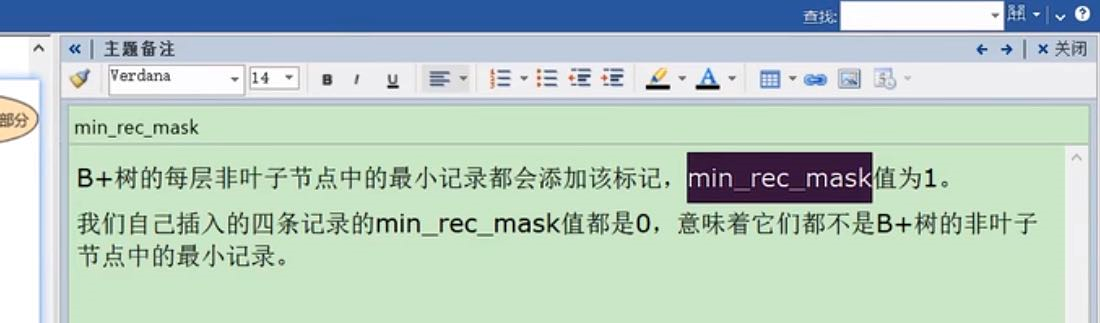 查找:
主题备注
关闭
Verdana
14
B I U
A
部分
min_rec_mask
B+树的每层非叶子节点中的最小记录都会添加该标记，min_rec_mask值为1。
我们自己插入的四条记录的min_rec_mask值都是0，意味着它们都不是B+树的非叶子
节点中的最小记录。